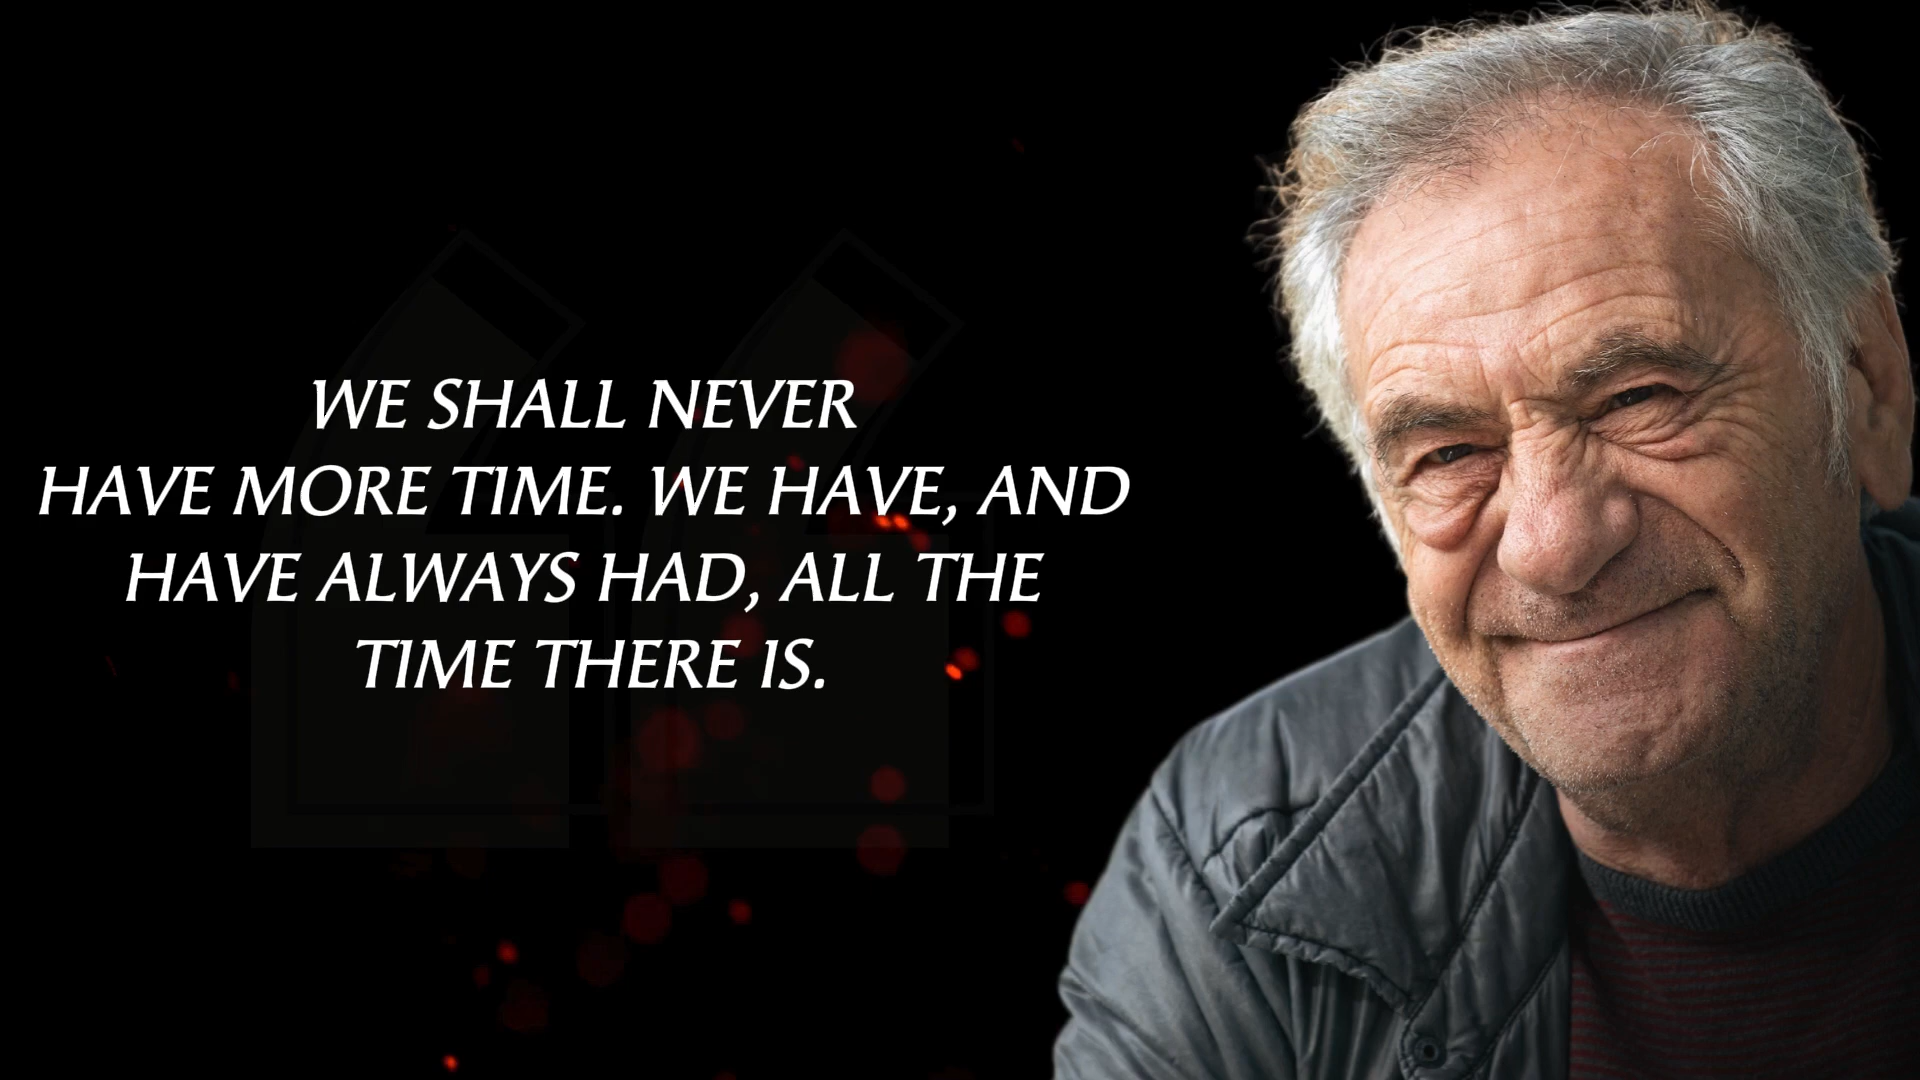 WE SHALL NEVER
HAVE MORE TIME. WE HAVE, AND
HAVE ALWAYS HAD, ALL THE
TIME THERE IS.